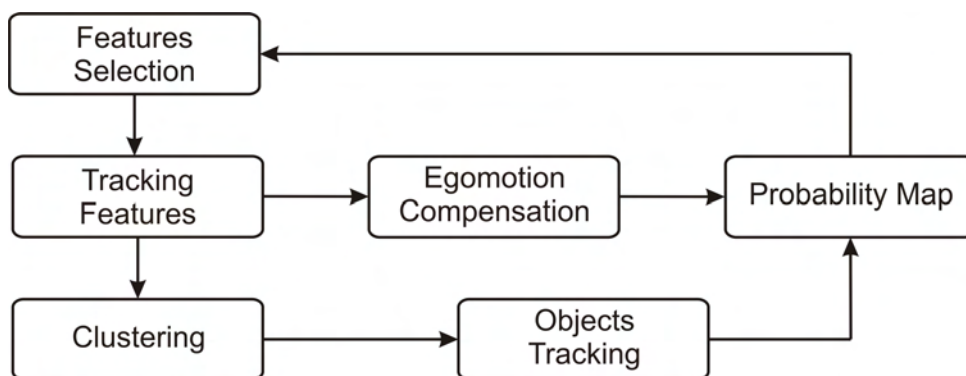 Features
Selection
Tracking
Features
Egomotion
Compensation
Probability Map
Clustering
Objects
Tracking